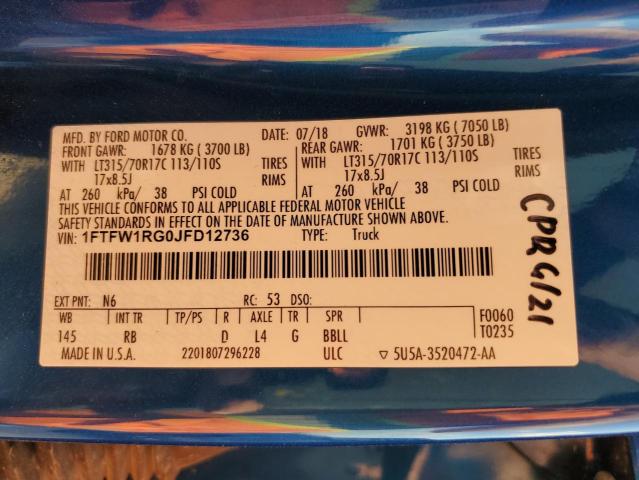 MFD. BY FORD MOTOR CO. DATE: 07/18 GVWR: 3198 KG ( 7050 LB)
FRONT GAWR: 1678 KG ( 3700 LB) REAR GAWR: 1701 KG ( 3750 LB)
WITH LT315/70R17C 113/110S TIRES WITH LT315/70R17C 113/110S TIRES
17x8.5J RIMS 17x8.5J RIMS
AT 260 kPa/ 38 PSI COLD AT 260 kPa/ 38 PSI COLD
THIS VEHICLE CONFORMS TO ALL APPLICABLE FEDERAL MOTOR VEHICLE
SAFETY STANDARDS IN EFFECT ON THE DATE OF MANUFACTURE SHOWN ABOVE.
VIN: 1FTFW1RG0JFD12736 TYPE: Truck
CPRG/21
EXT PNT: N6 RC: 53 DSO:
WB INT TR TP/PS R AXLE TR SPR F0060
145 RB D L4 G BBLL T0235
MADE IN U.S.A. 2201807296228 ULC ▽ 5U5A-3520472-AA